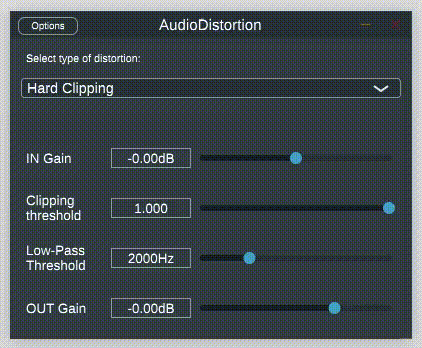 Options
AudioDistortion
Select type of distortion:
Hard Clipping
IN Gain
-0.00dB
Clipping
threshold
1.000
Low-Pass
Threshold
2000Hz
OUT Gain
-0.00dB